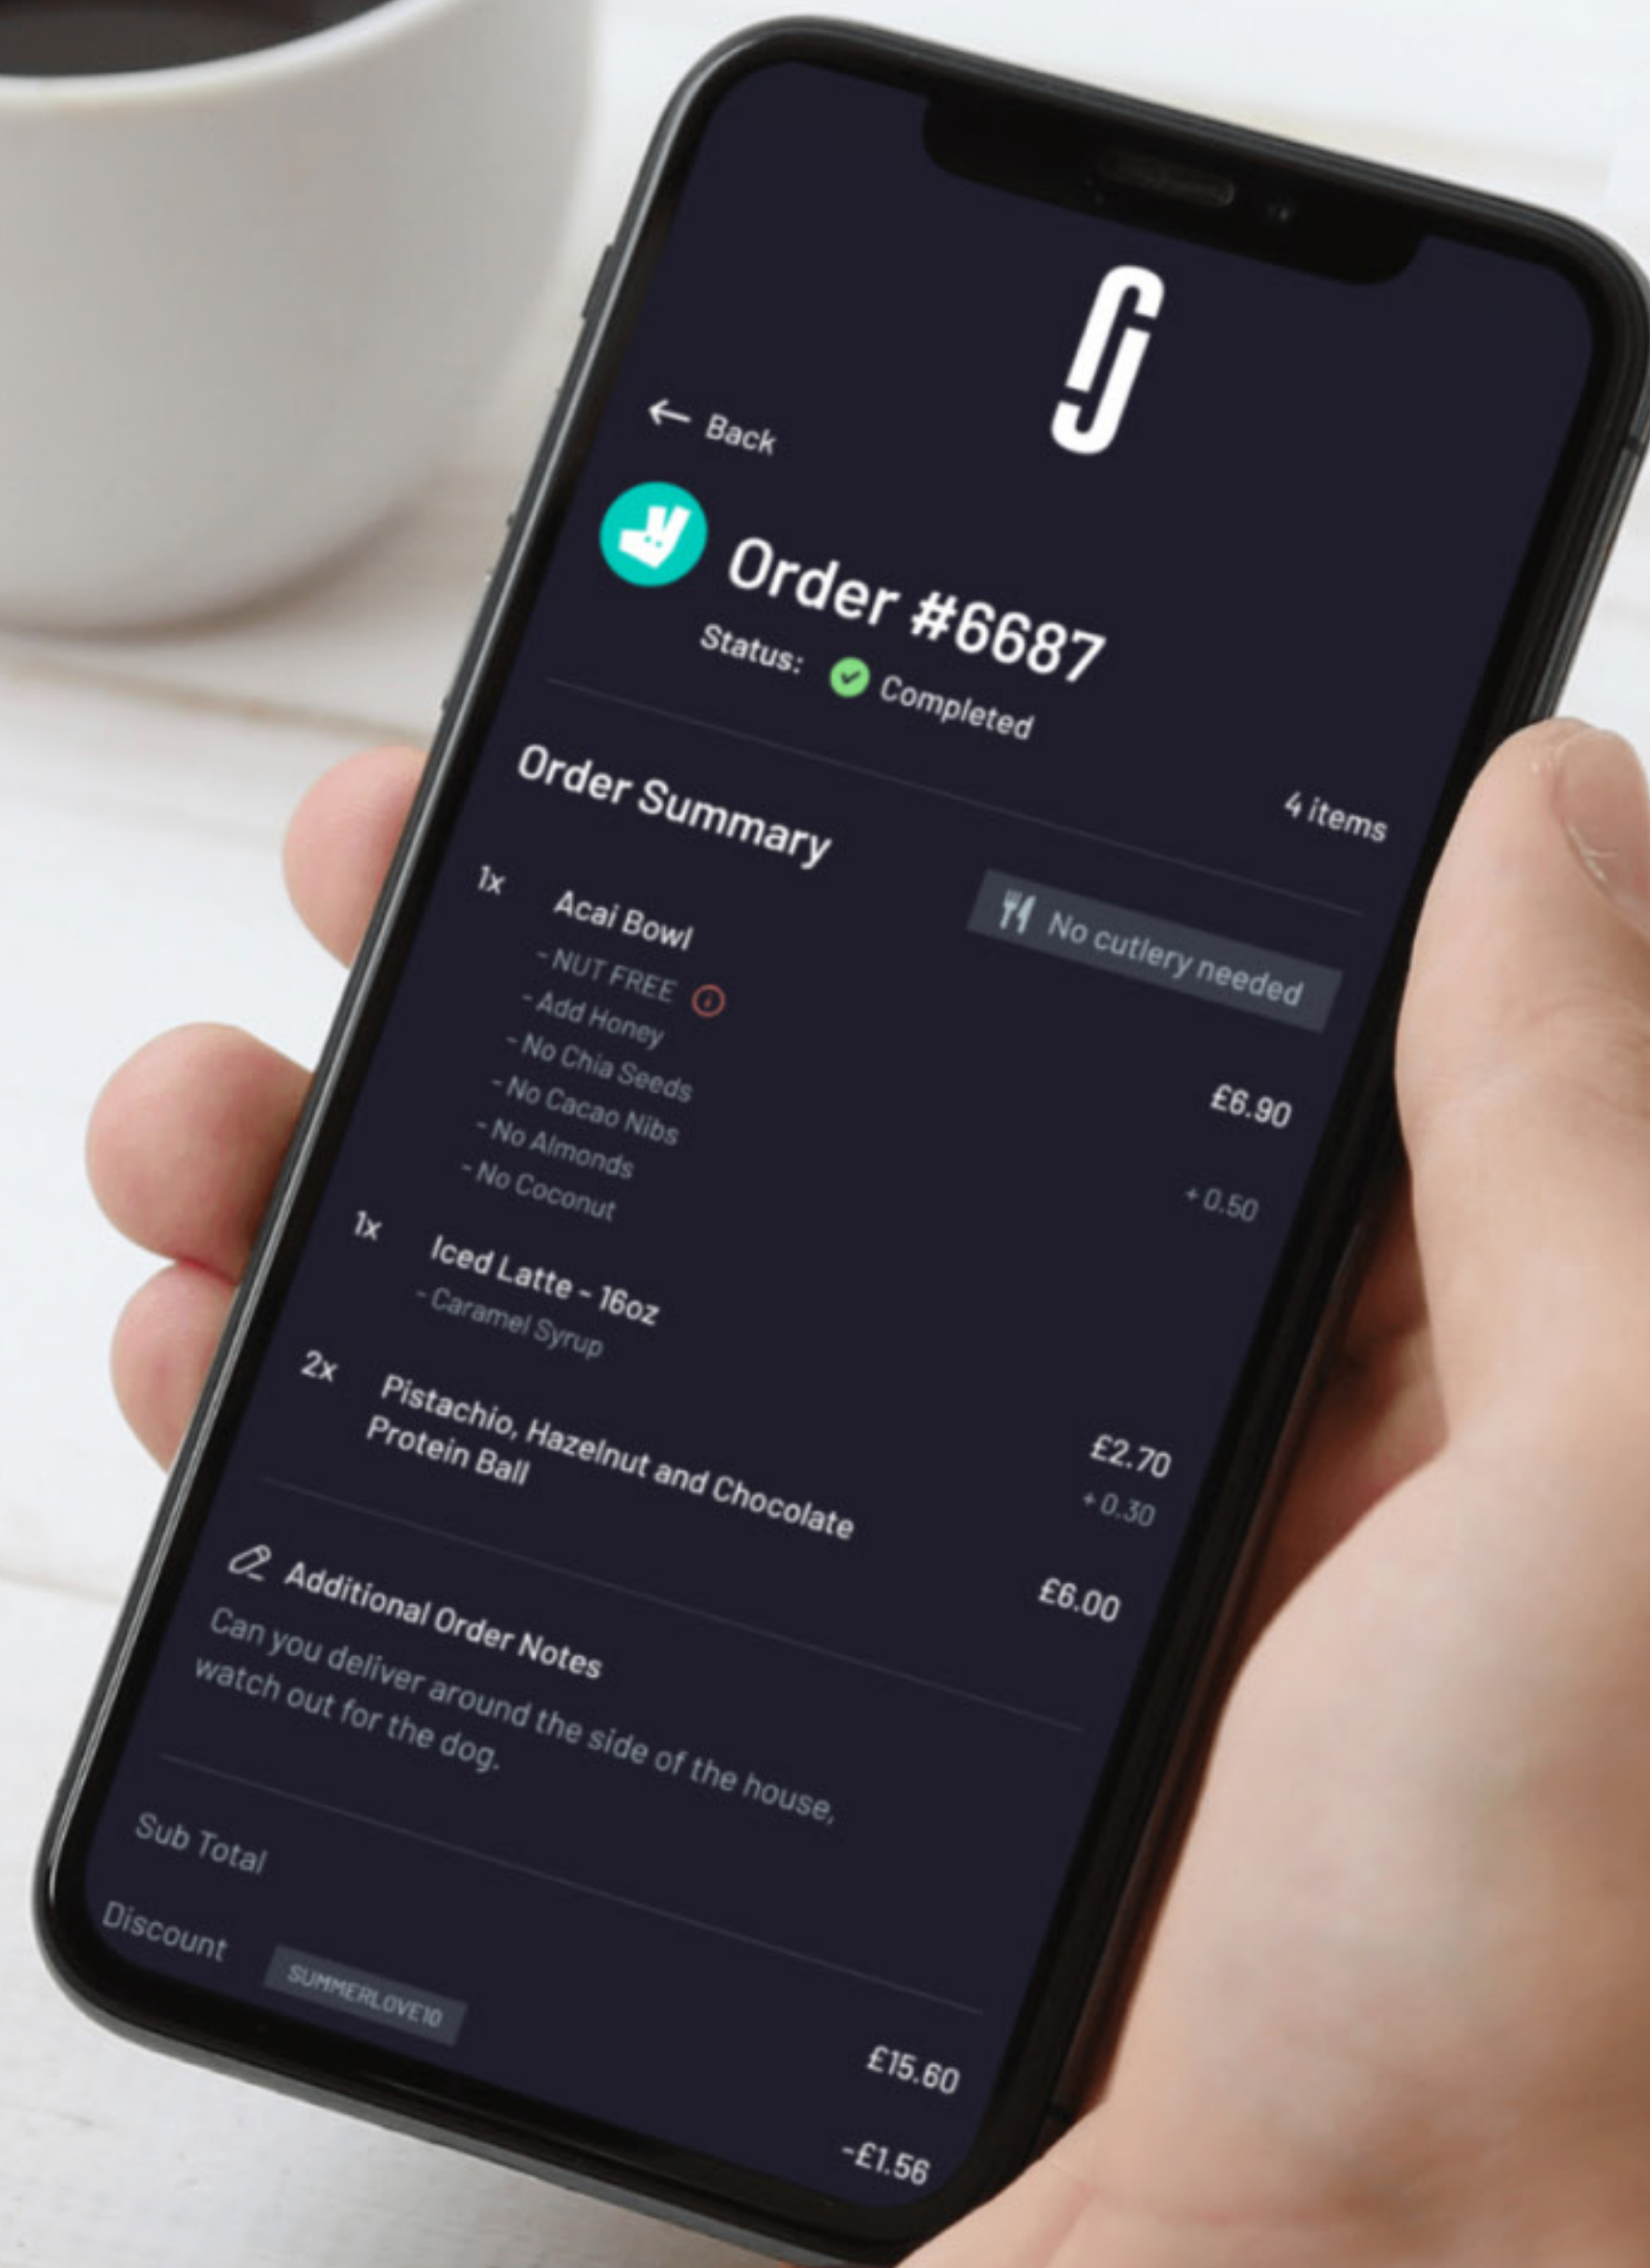 ← Back
Order #6687
Status: Completed
4 items
Order Summary
No cutlery needed
1x Acai Bowl £6.90
- NUT FREE
- Add Honey + 0.50
- No Chia Seeds
- No Cacao Nibs
- No Almonds
- No Coconut
1x Iced Latte - 16oz £2.70
- Caramel Syrup + 0.30
2x Pistachio, Hazelnut and Chocolate £6.00
Protein Ball
Additional Order Notes
Can you deliver around the side of the house,
watch out for the dog.
Sub Total £15.60
Discount SUMMERLOVE10 -£1.56